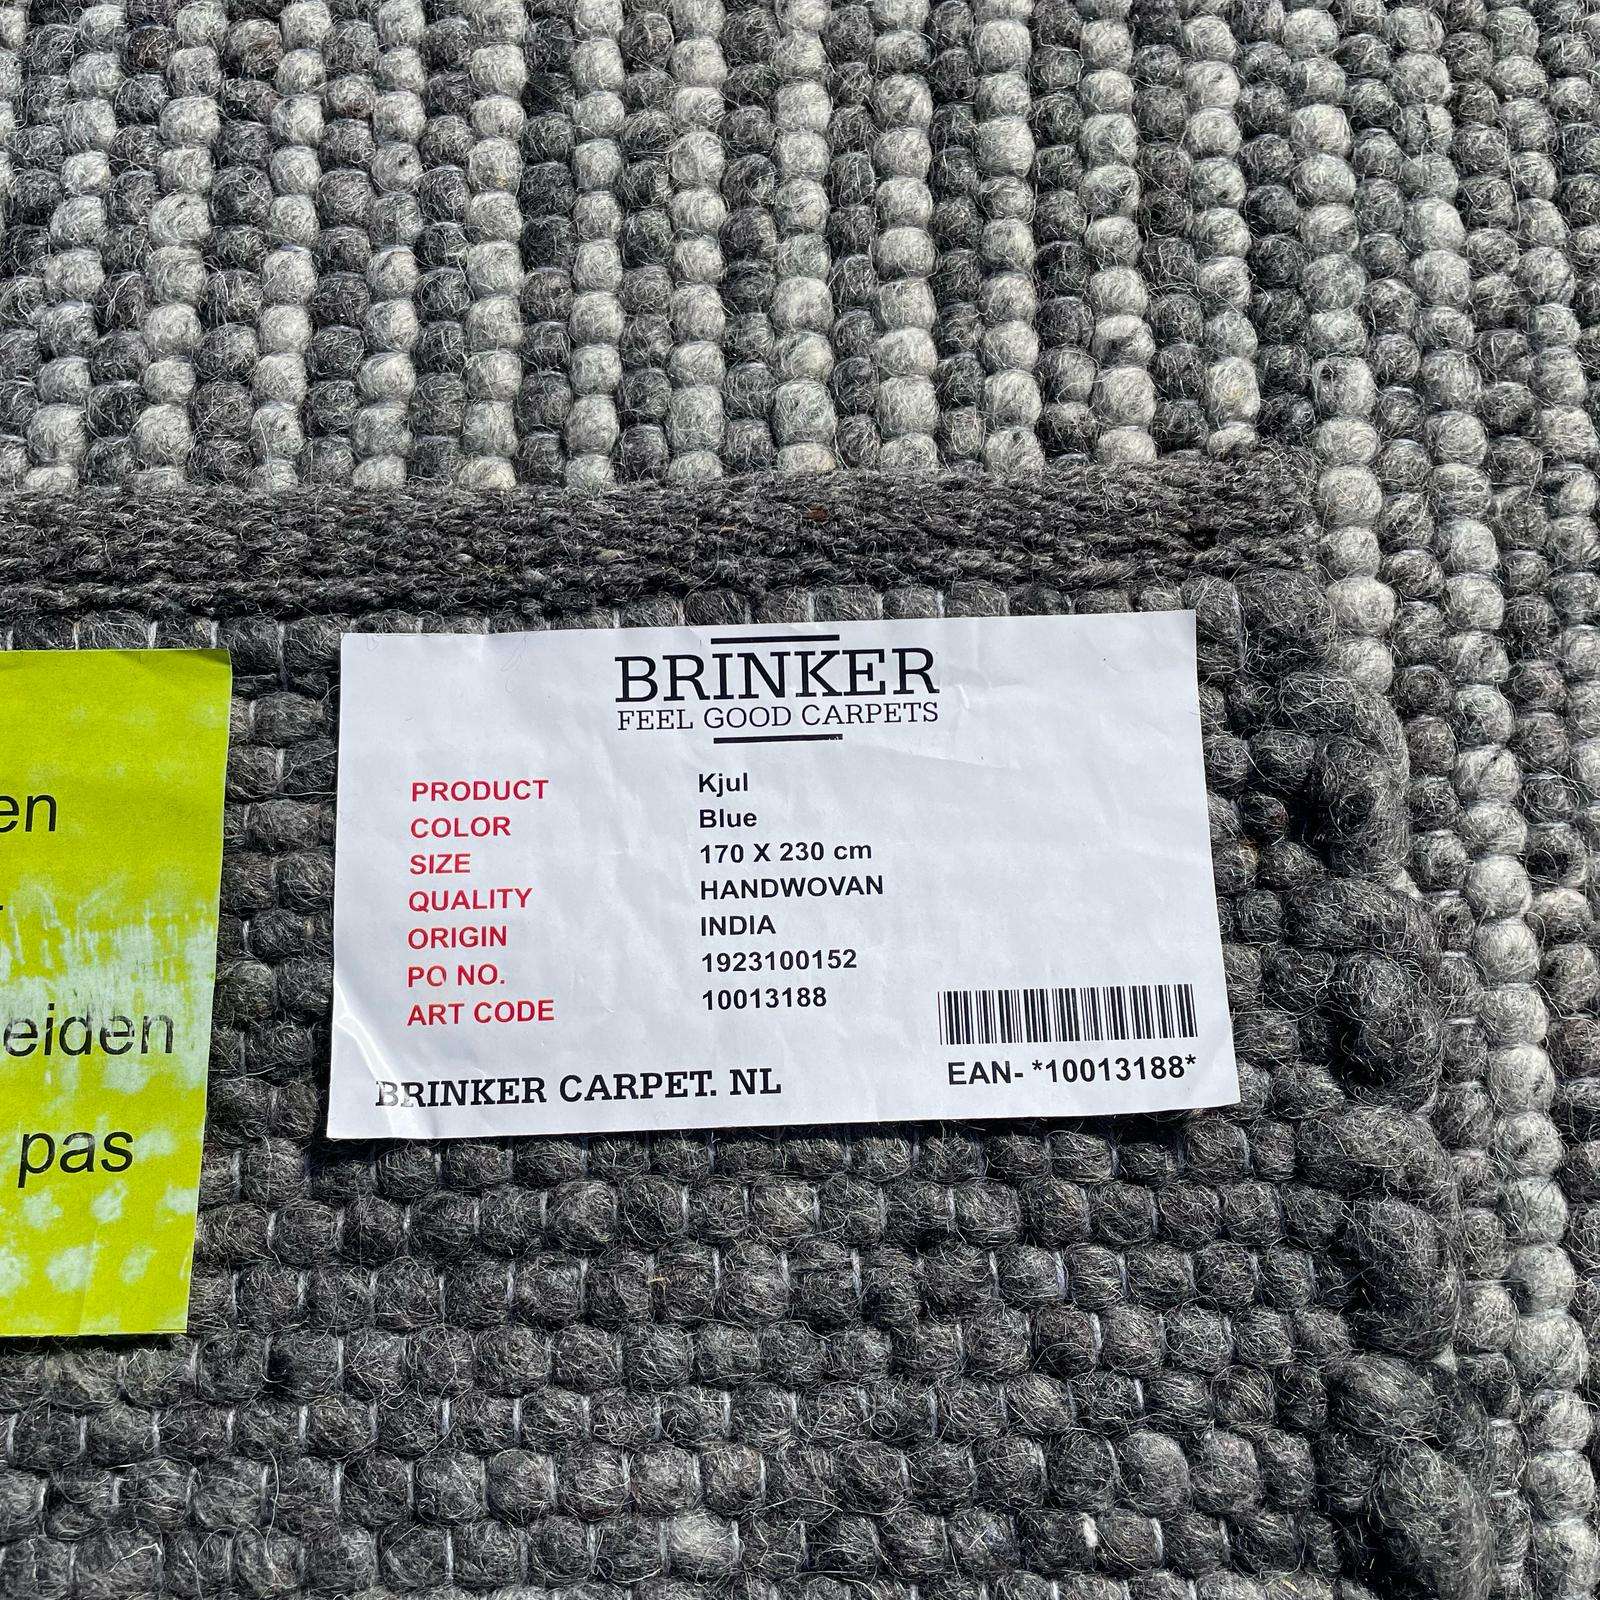 BRINKER
FEEL GOOD CARPETS
PRODUCT Kjul
COLOR Blue
SIZE 170 X 230 cm
QUALITY HANDWOVAN
ORIGIN INDIA
PO NO. 1923100152
ART CODE 10013188
EAN- *10013188*
BRINKER CARPET. NL
en
eiden
pas